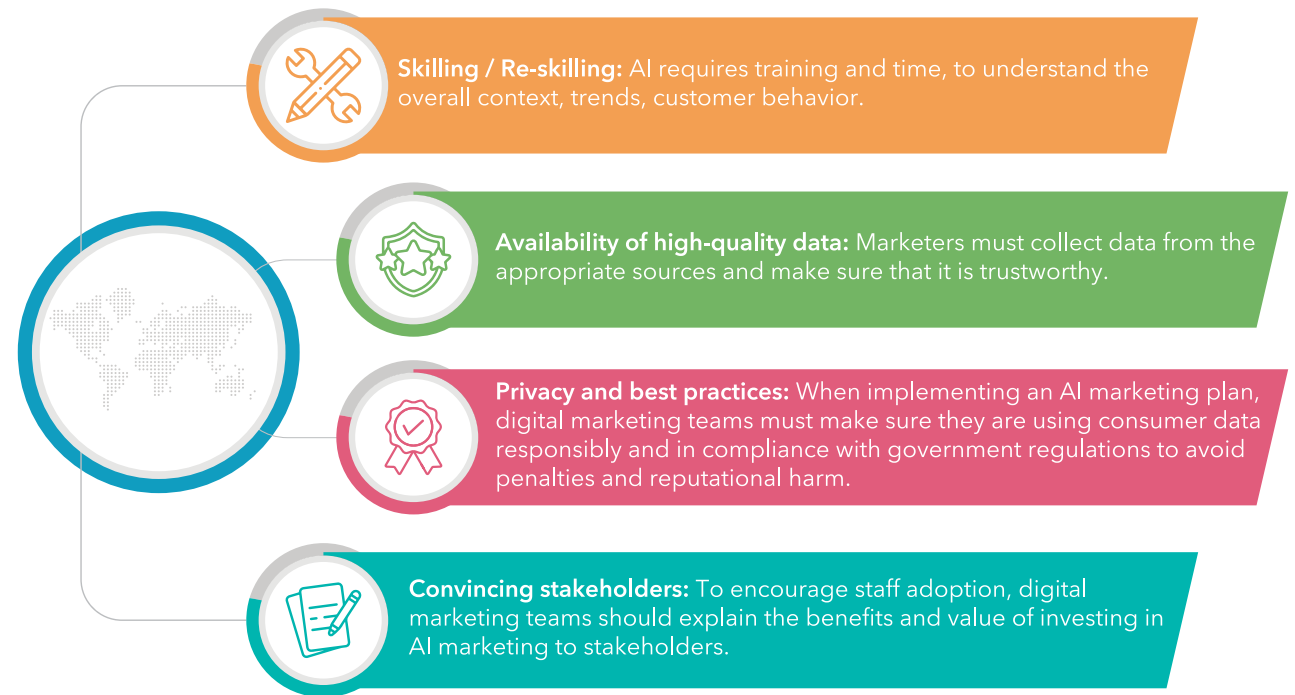 Skilling / Re-skilling: AI requires training and time, to understand the
overall context, trends, customer behavior.
Availability of high-quality data: Marketers must collect data from the
appropriate sources and make sure that it is trustworthy.
Privacy and best practices: When implementing an AI marketing plan,
digital marketing teams must make sure they are using consumer data
responsibly and in compliance with government regulations to avoid
penalties and reputational harm.
Convincing stakeholders: To encourage staff adoption, digital
marketing teams should explain the benefits and value of investing in
AI marketing to stakeholders.